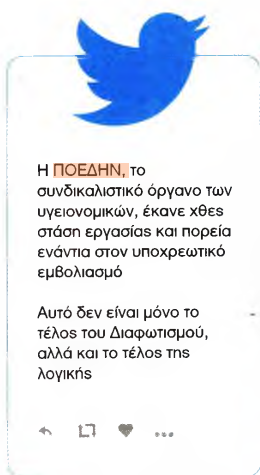 Η ΠΟΕΔΗΝ, το
συνδικαλιστικό όργανο των
υγειονομικών, έκανε χθες
στάση εργασίας και πορεία
ενάντια στον υποχρεωτικό
εμβολιασμό
Αυτό δεν είναι μόνο το
τέλος του Διαφωτισμού,
αλλά και το τέλος της
λογικής